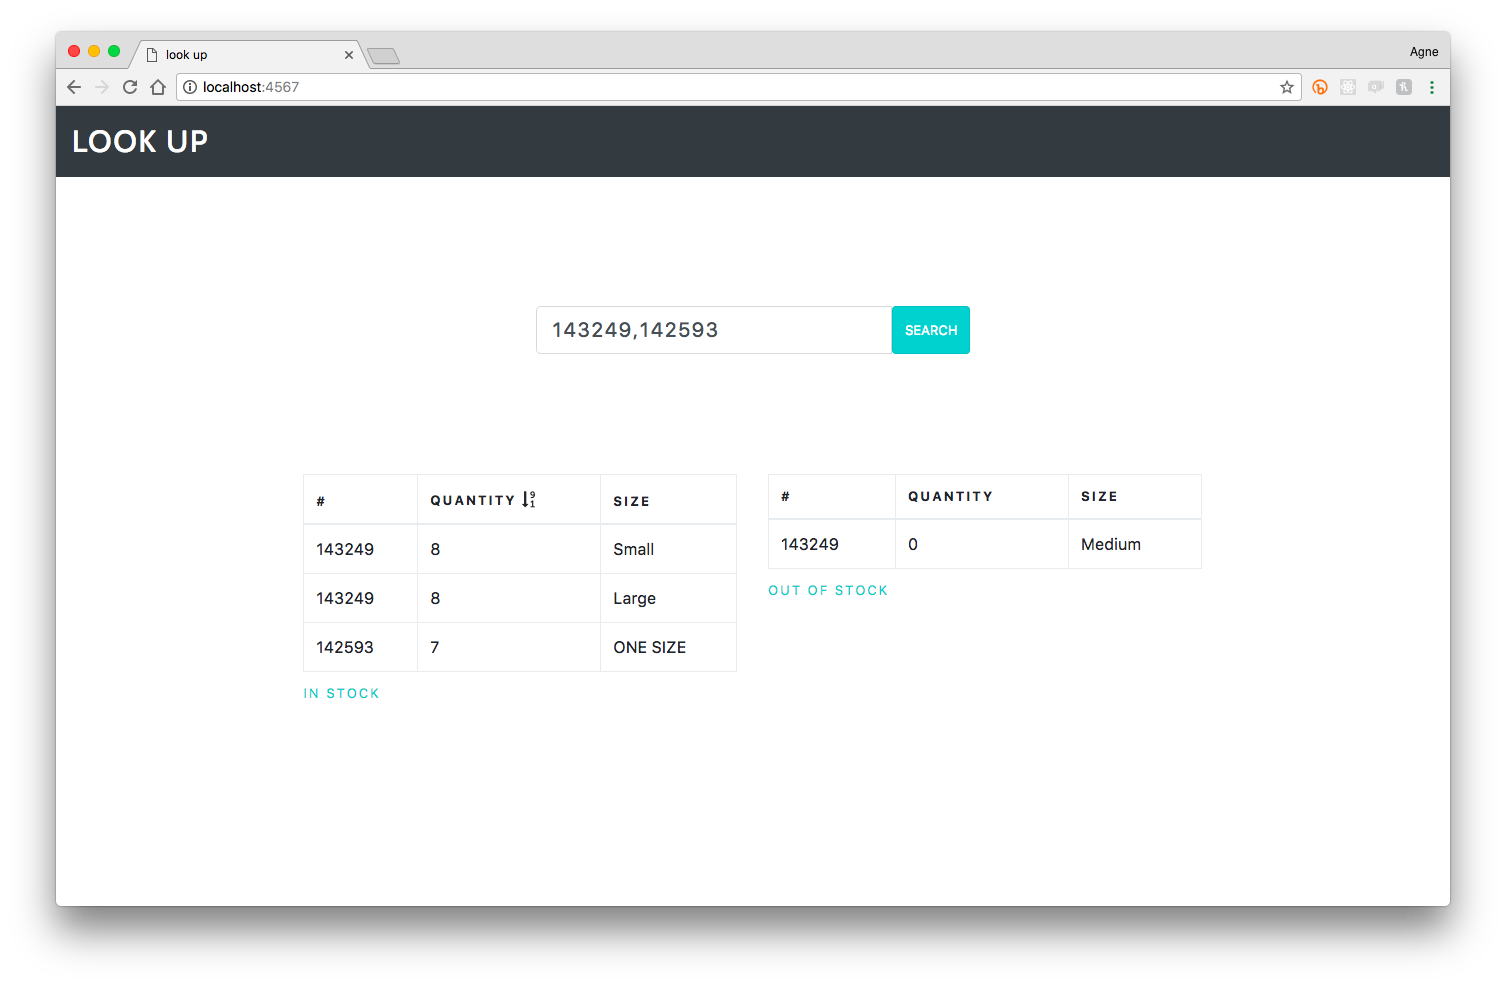 look up
Agne
localhost:4567
LOOK UP
143249,142593
SEARCH
# QUANTITY SIZE
143249 8 Small
143249 8 Large
142593 7 ONE SIZE
IN STOCK
# QUANTITY SIZE
143249 0 Medium
OUT OF STOCK